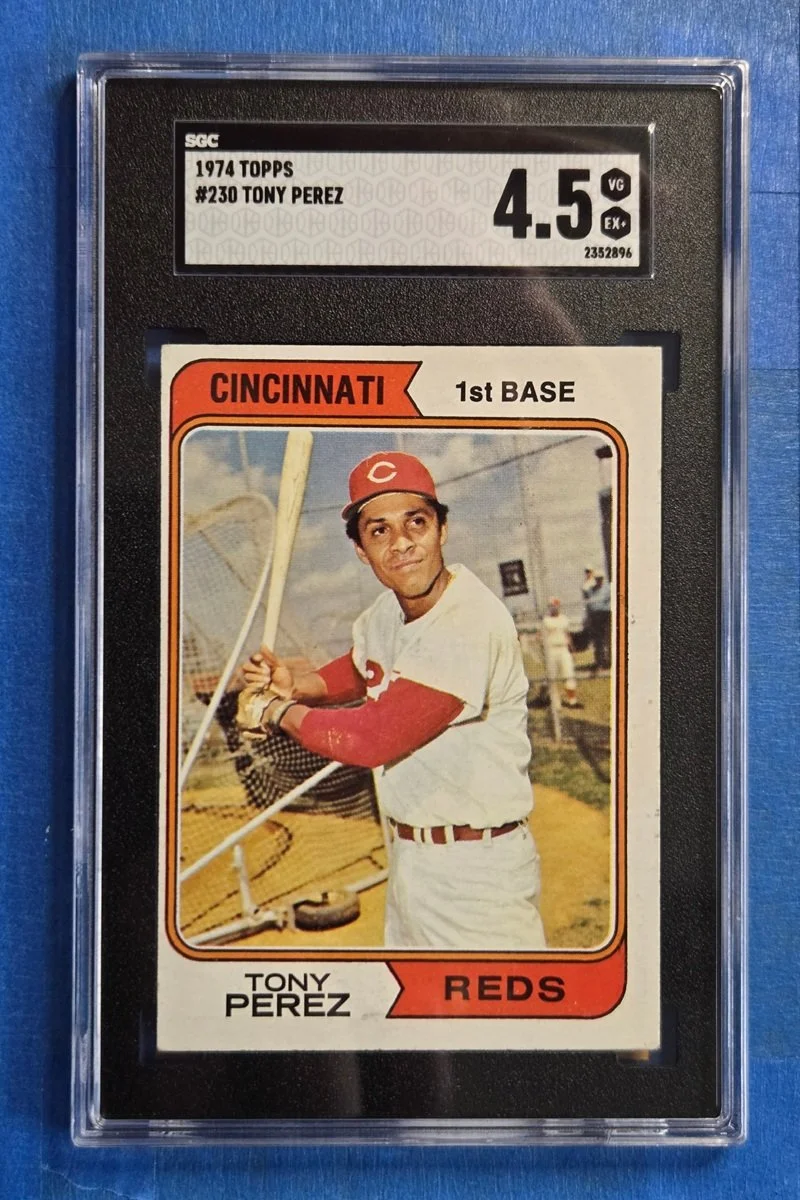 SGC
1974 TOPPS
#230 TONY PEREZ
4.5
VG
EX+
2352896
CINCINNATI
1st BASE
C
TONY
PEREZ
REDS